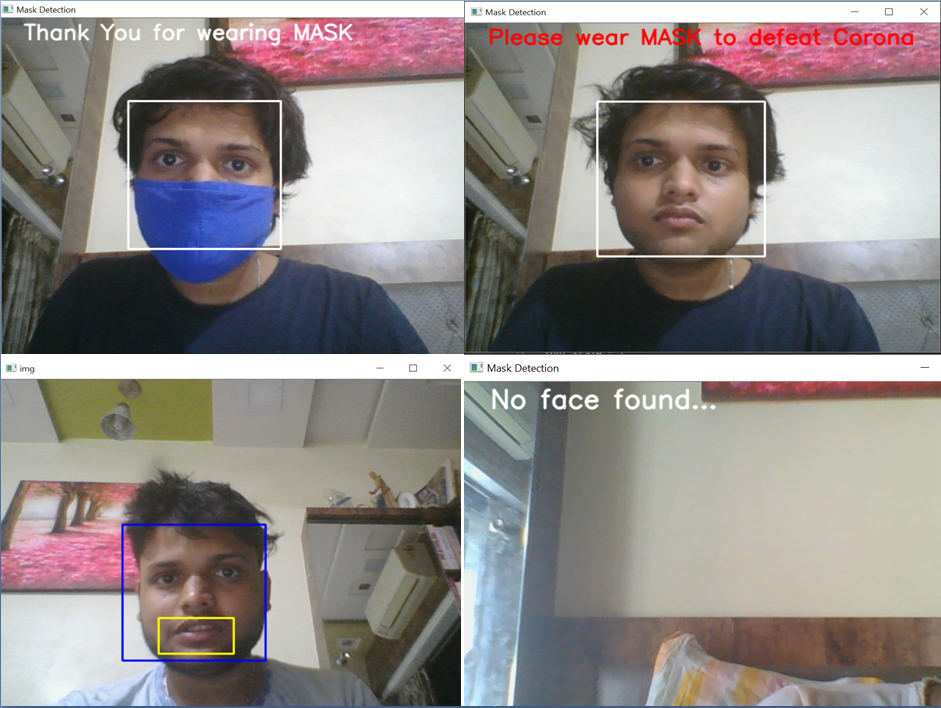 Mask Detection
Thank You for wearing MASK
Mask Detection
Please wear MASK to defeat Corona
img
Mask Detection
No face found...